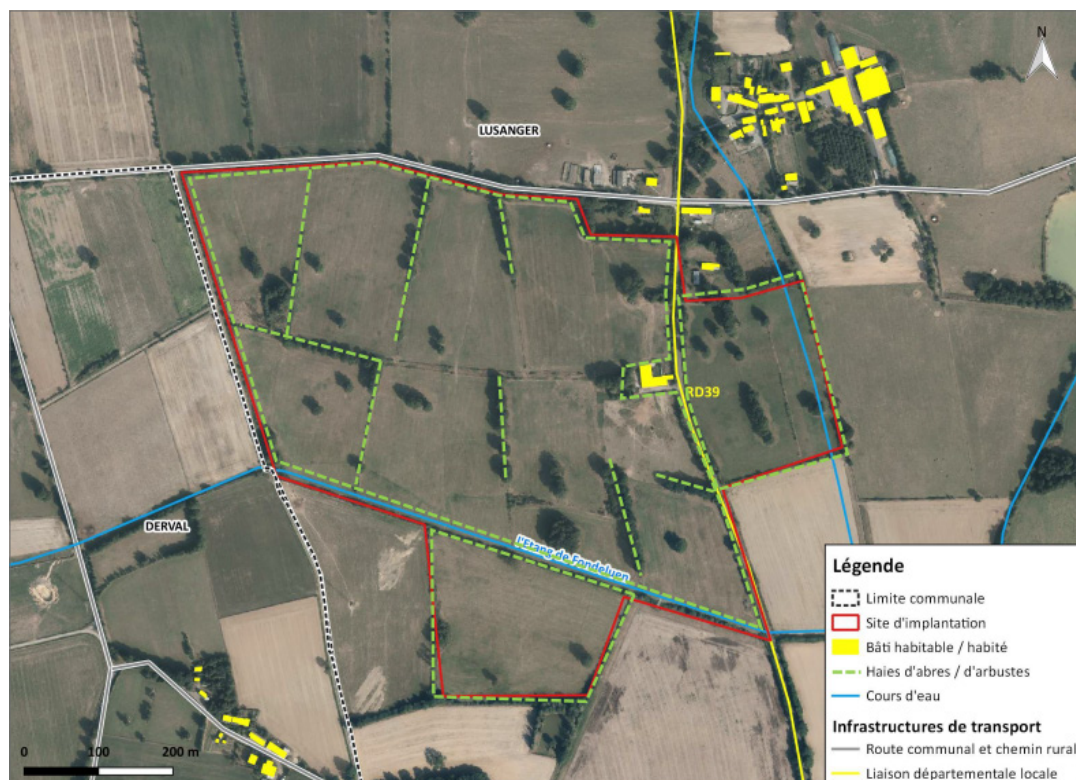 N
LUSANGER
RD39
l'Etang de Fondeluen
DERVAL
0 100 200 m
Légende
Limite communale
Site d'implantation
Bâti habitable / habité
Haies d'abres / d'arbustes
Cours d'eau
Infrastructures de transport
Route communal et chemin rural
Liaison départementale locale